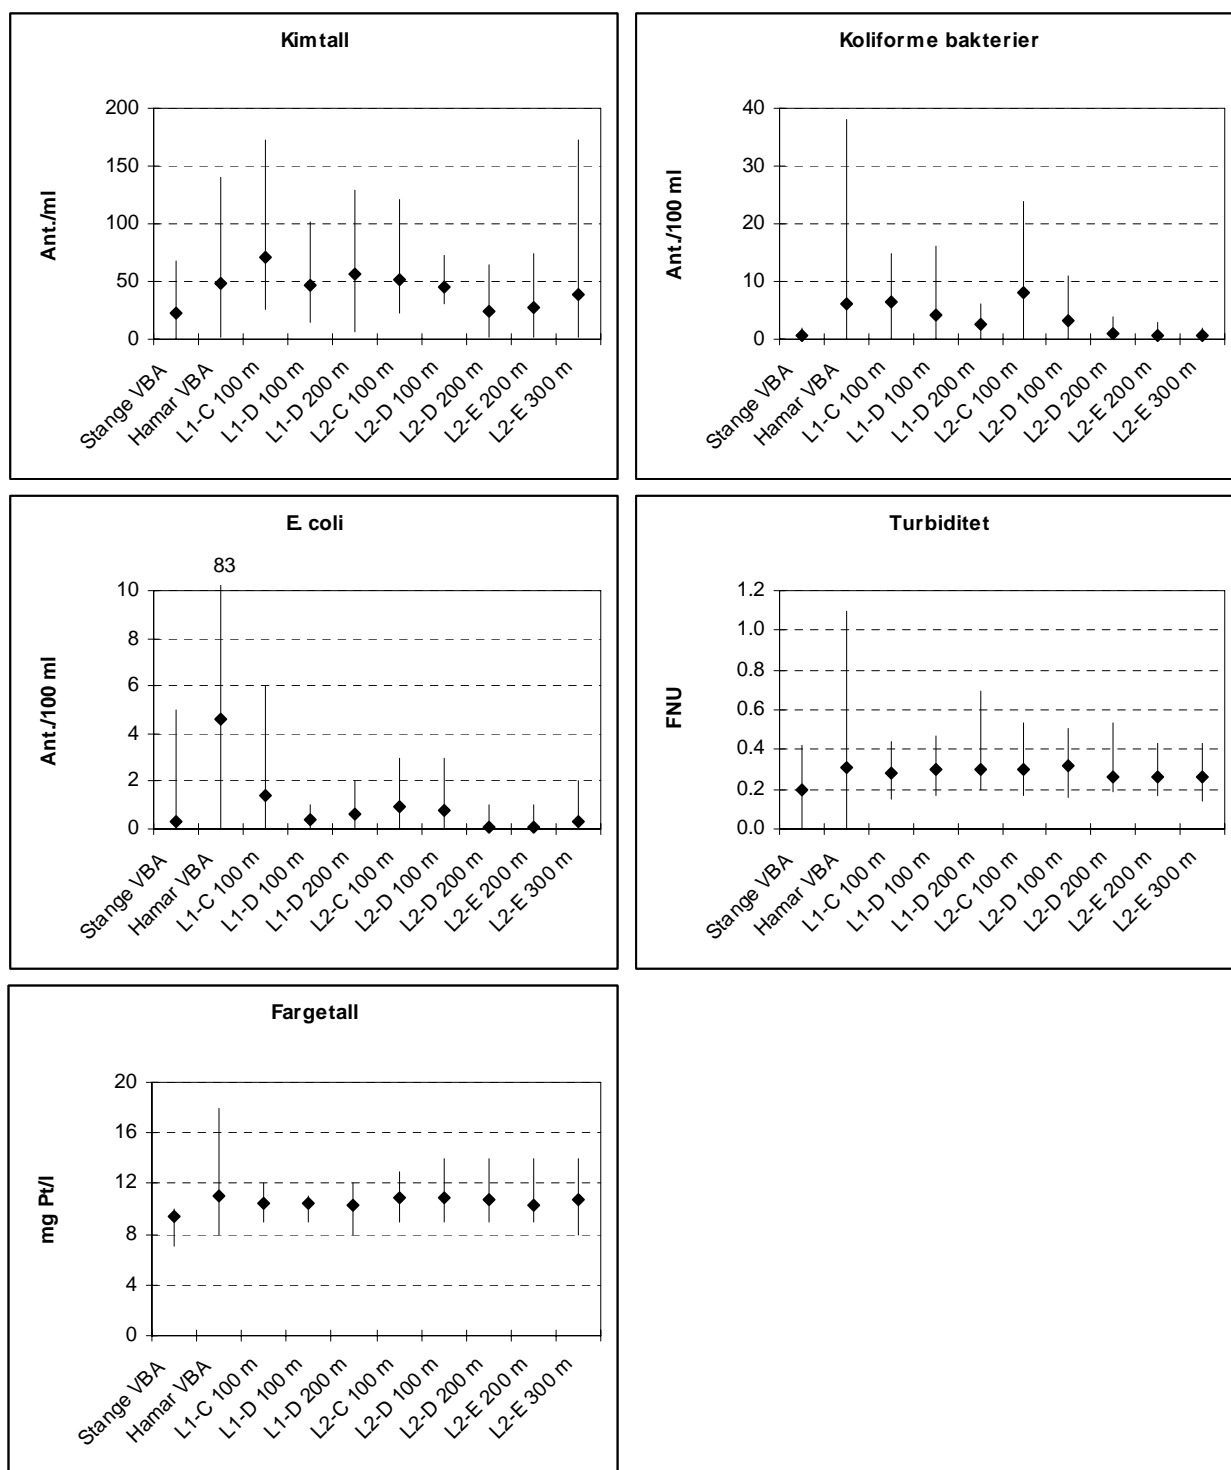 Kimtall
200
150
100
50
0
Ant./ml
Stange VBA
Hamar VBA
L1-C 100 m
L1-D 100 m
L1-D 200 m
L2-C 100 m
L2-D 100 m
L2-D 200 m
L2-E 200 m
L2-E 300 m
Koliforme bakterier
40
30
20
10
0
Ant./100 ml
Stange VBA
Hamar VBA
L1-C 100 m
L1-D 100 m
L1-D 200 m
L2-C 100 m
L2-D 100 m
L2-D 200 m
L2-E 200 m
L2-E 300 m
E. coli
83
10
8
6
4
2
0
Ant./100 ml
Stange VBA
Hamar VBA
L1-C 100 m
L1-D 100 m
L1-D 200 m
L2-C 100 m
L2-D 100 m
L2-D 200 m
L2-E 200 m
L2-E 300 m
Turbiditet
1.2
1.0
0.8
0.6
0.4
0.2
0.0
FNU
Stange VBA
Hamar VBA
L1-C 100 m
L1-D 100 m
L1-D 200 m
L2-C 100 m
L2-D 100 m
L2-D 200 m
L2-E 200 m
L2-E 300 m
Fargetall
20
16
12
8
4
0
mg Pt/l
Stange VBA
Hamar VBA
L1-C 100 m
L1-D 100 m
L1-D 200 m
L2-C 100 m
L2-D 100 m
L2-D 200 m
L2-E 200 m
L2-E 300 m